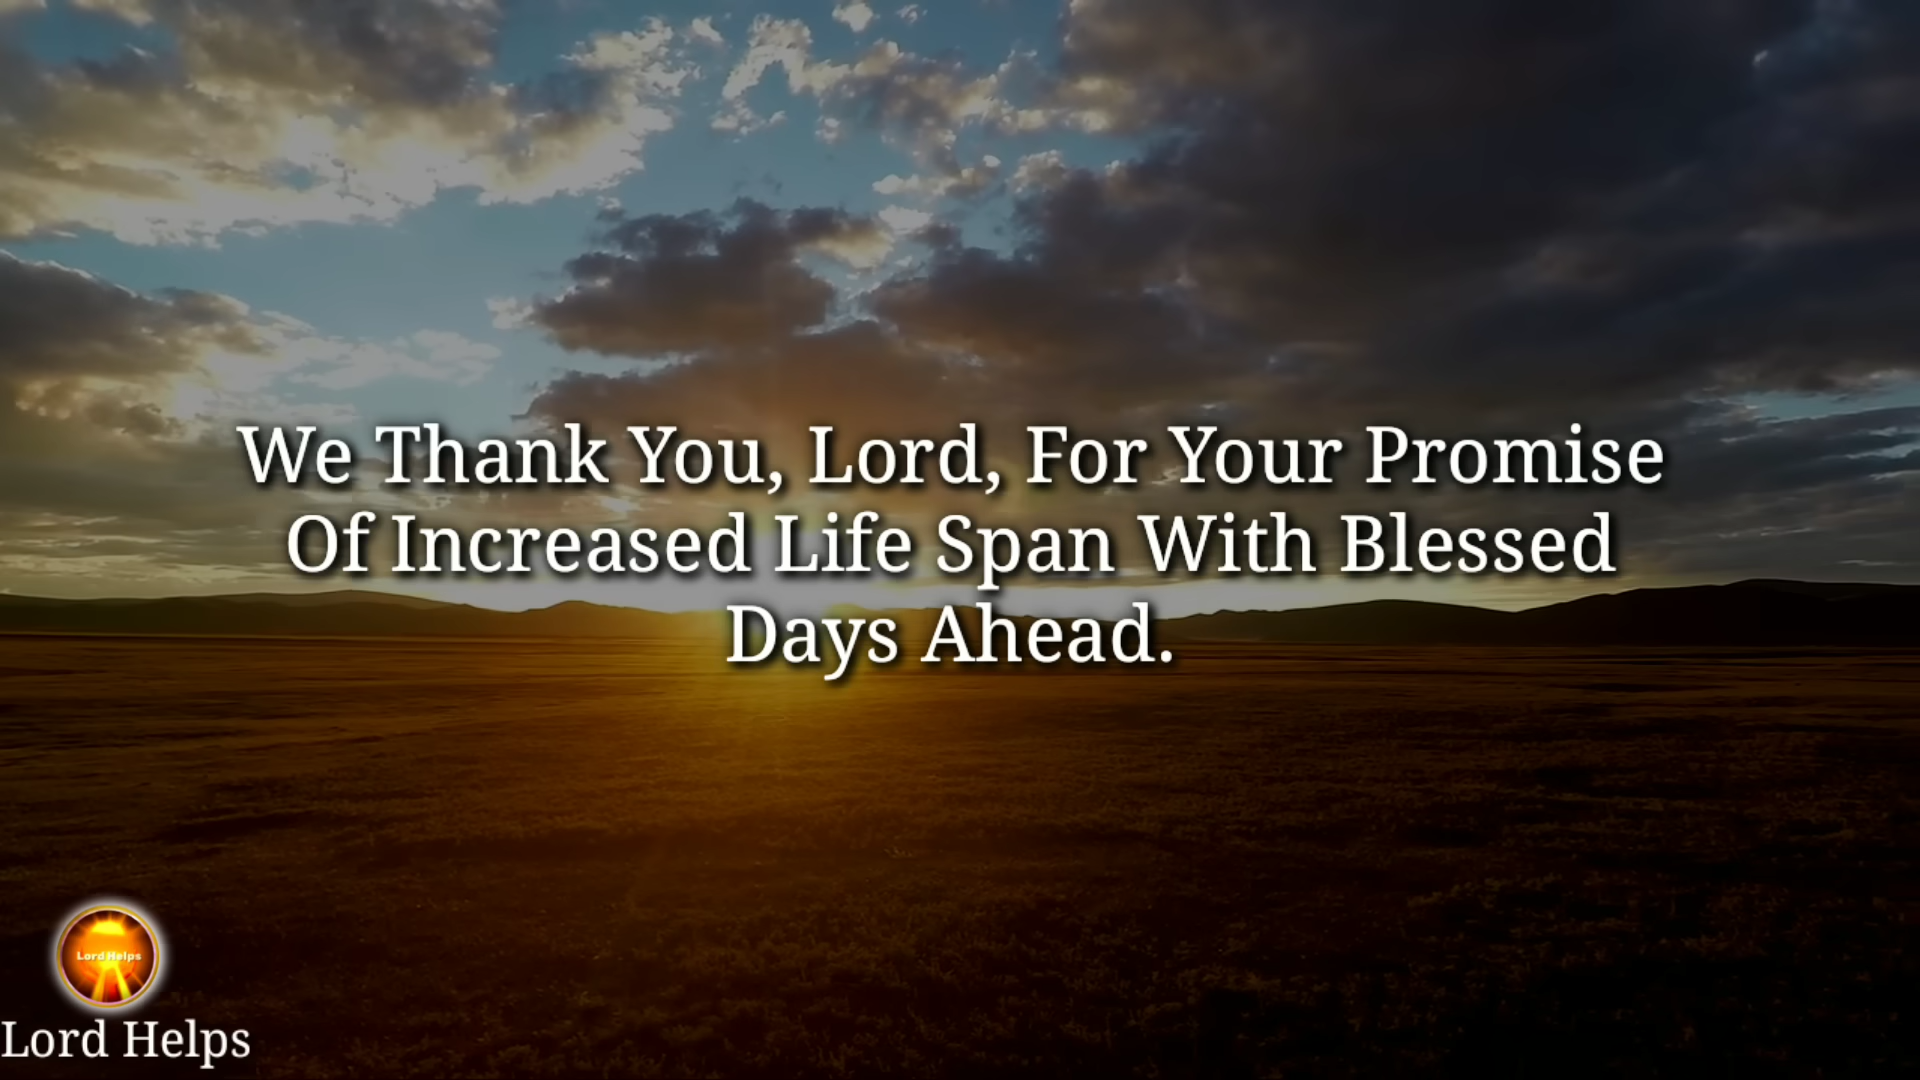 We Thank You, Lord, For Your Promise
Of Increased Life Span With Blessed
Days Ahead.
Lord Helps
Lord Helps